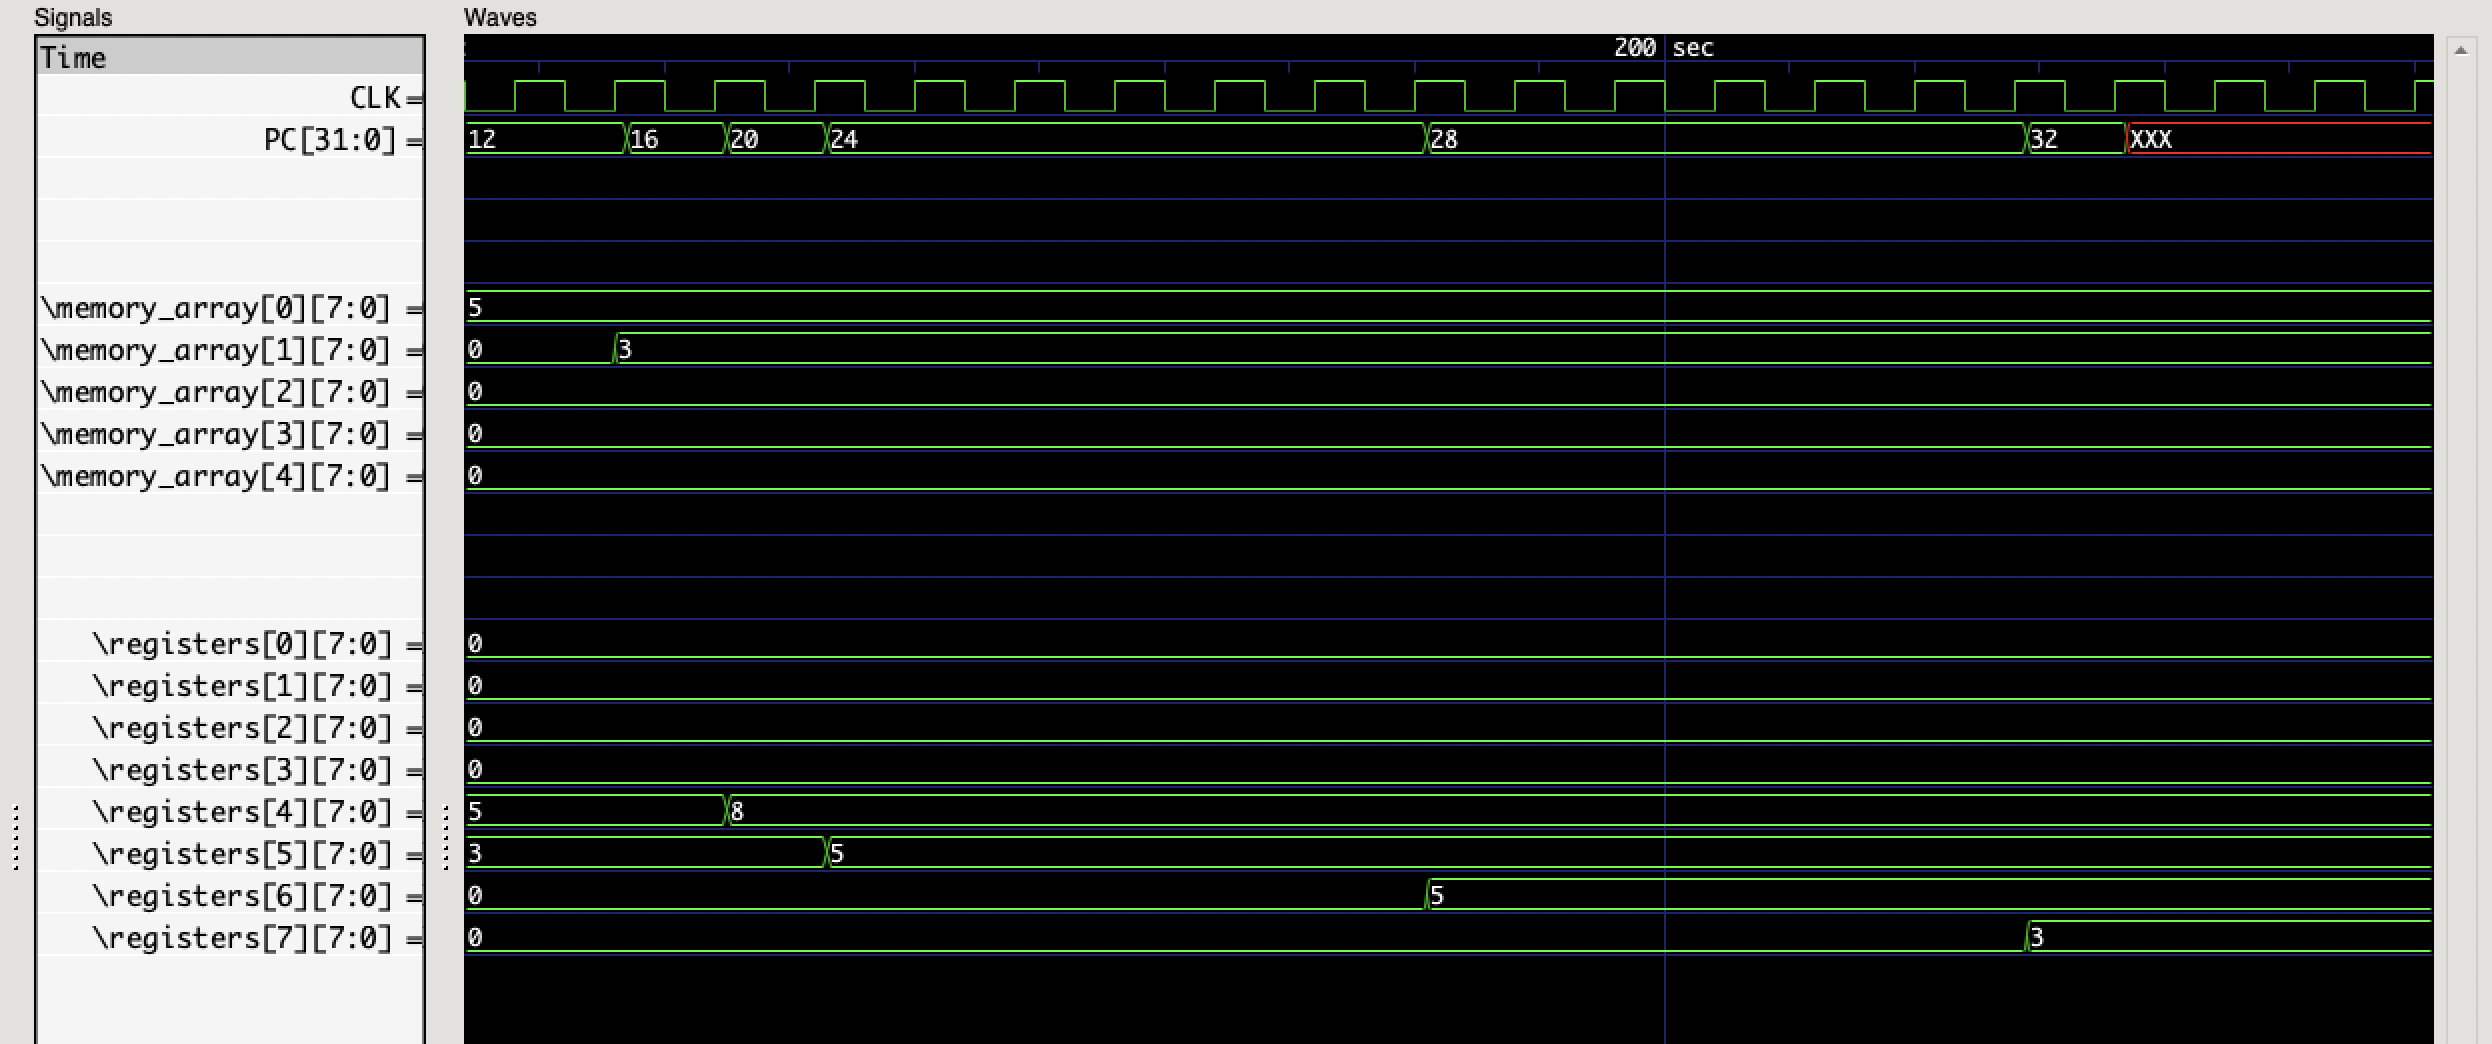 Signals Waves
Time 200 sec
CLK=
PC[31:0] = 12 16 20 24 28 32 XXX
\memory_array[0][7:0] = 5
\memory_array[1][7:0] = 0 3
\memory_array[2][7:0] = 0
\memory_array[3][7:0] = 0
\memory_array[4][7:0] = 0
\registers[0][7:0] = 0
\registers[1][7:0] = 0
\registers[2][7:0] = 0
\registers[3][7:0] = 0
\registers[4][7:0] = 5 8
\registers[5][7:0] = 3 5
\registers[6][7:0] = 0 5
\registers[7][7:0] = 0 3